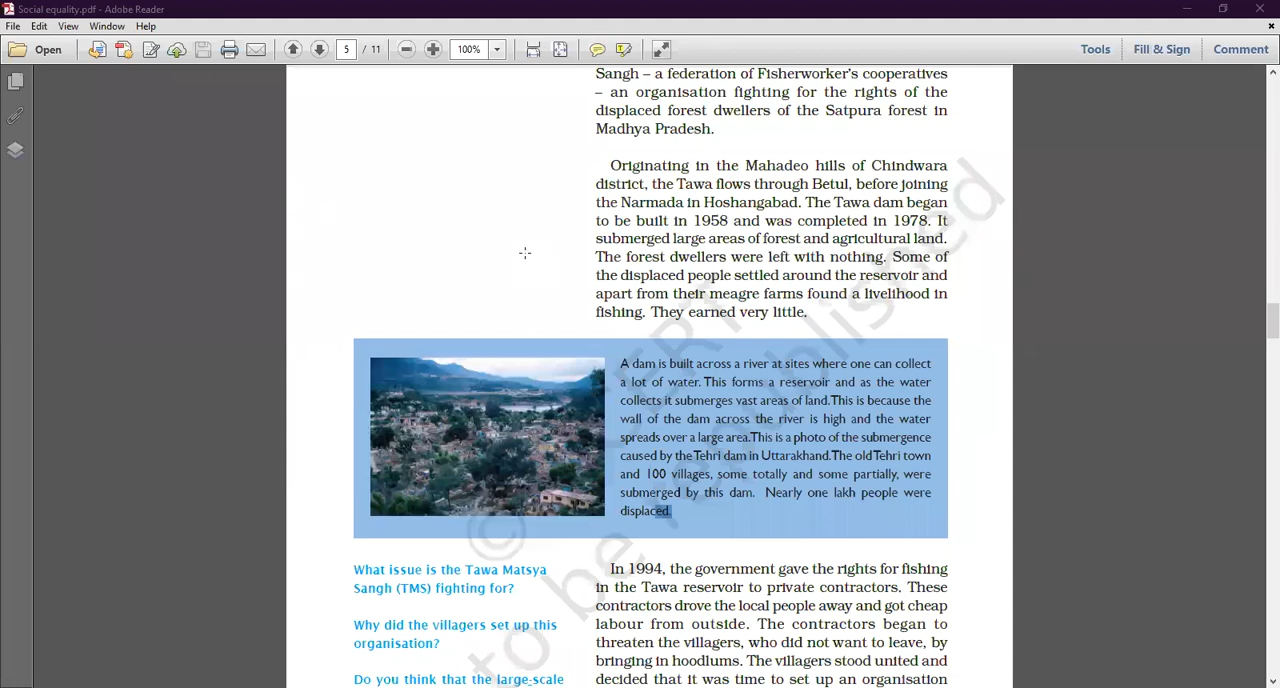 Social equality.pdf - Adobe Reader
File Edit View Window Help
Open 5 / 11 100% Tools Fill & Sign Comment
Sangh – a federation of Fisherworker's cooperatives
– an organisation fighting for the rights of the
displaced forest dwellers of the Satpura forest in
Madhya Pradesh.
Originating in the Mahadeo hills of Chindwara
district, the Tawa flows through Betul, before joining
the Narmada in Hoshangabad. The Tawa dam began
to be built in 1958 and was completed in 1978. It
submerged large areas of forest and agricultural land.
The forest dwellers were left with nothing. Some of
the displaced people settled around the reservoir and
apart from their meagre farms found a livelihood in
fishing. They earned very little.
A dam is built across a river at sites where one can collect
a lot of water. This forms a reservoir and as the water
collects it submerges vast areas of land.This is because the
wall of the dam across the river is high and the water
spreads over a large area.This is a photo of the submergence
caused by the Tehri dam in Uttarakhand.The old Tehri town
and 100 villages, some totally and some partially, were
submerged by this dam. Nearly one lakh people were
displaced.
What issue is the Tawa Matsya
Sangh (TMS) fighting for?
Why did the villagers set up this
organisation?
Do you think that the large-scale
In 1994, the government gave the rights for fishing
in the Tawa reservoir to private contractors. These
contractors drove the local people away and got cheap
labour from outside. The contractors began to
threaten the villagers, who did not want to leave, by
bringing in hoodlums. The villagers stood united and
decided that it was time to set up an organisation
to be republished